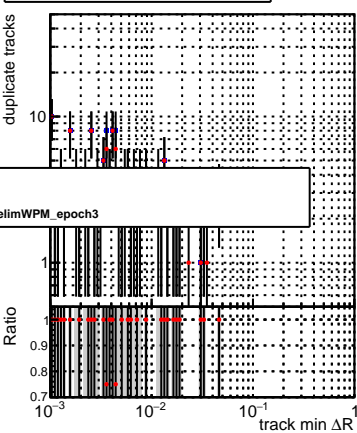 duplicate tracks
10
elimWPM_epoch3
1
Ratio
1
0.9
0.8
0.7
10⁻³ 10⁻² 10⁻¹ 1
track min ΔR